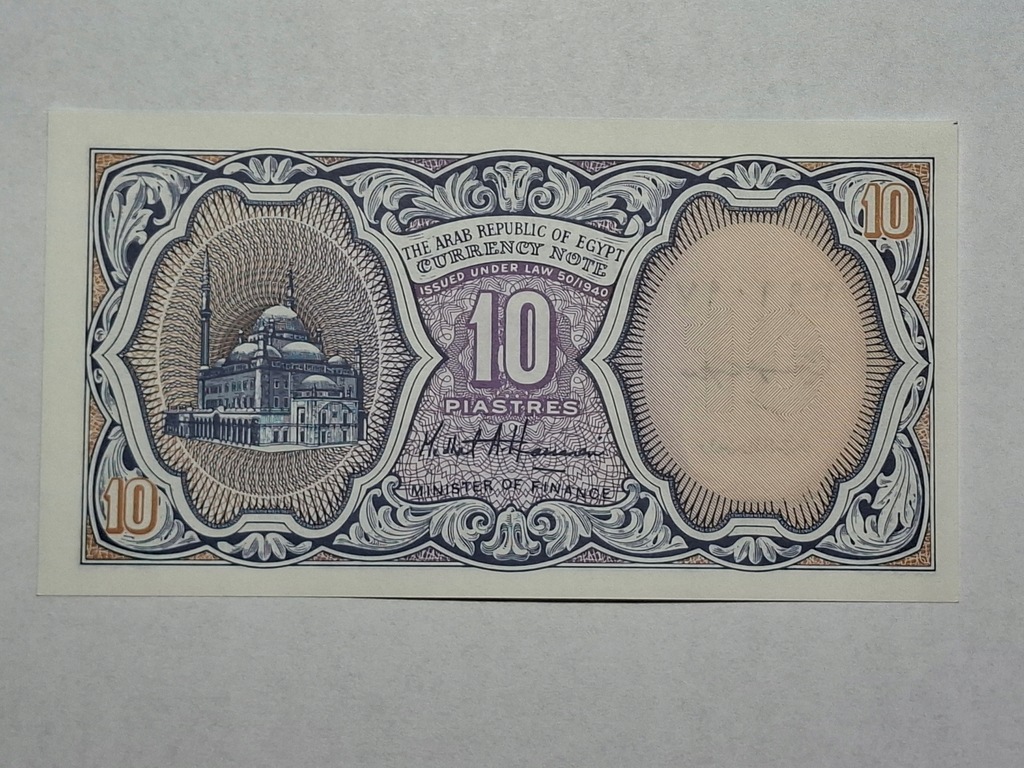 10
THE ARAB REPUBLIC OF EGYPT
CURRENCY NOTE
ISSUED UNDER LAW 50/1940
10
PIASTRES
MINISTER OF FINANCE
10